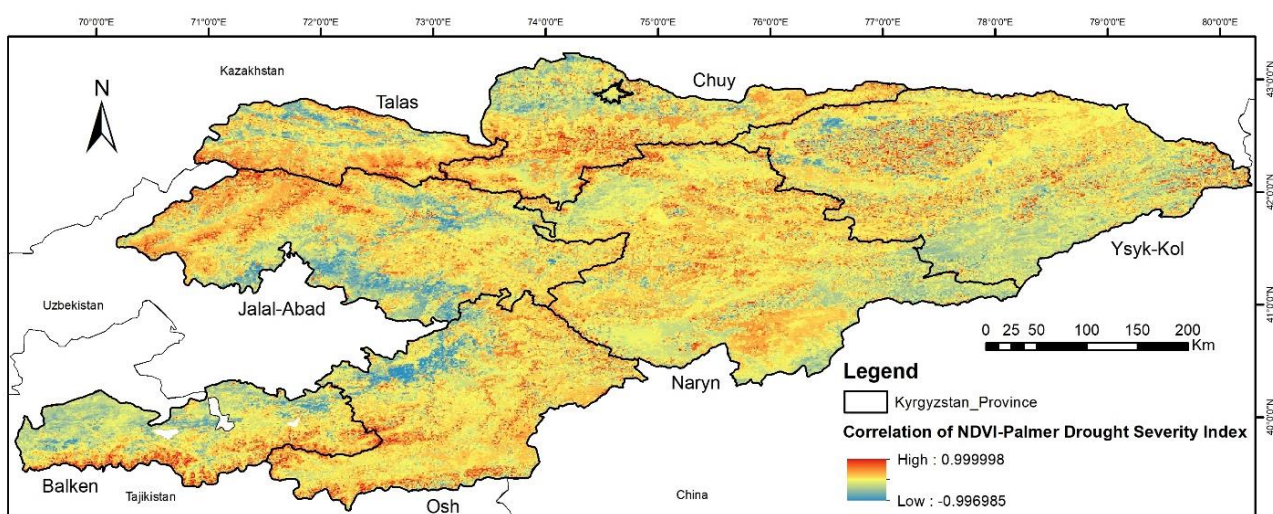 70°0'0"E 71°0'0"E 72°0'0"E 73°0'0"E 74°0'0"E 75°0'0"E 76°0'0"E 77°0'0"E 78°0'0"E 79°0'0"E 80°0'0"E
Kazakhstan
N
Talas
Chuy
43°0'0"N
42°0'0"N
Ysyk-Kol
Uzbekistan
Jalal-Abad
41°0'0"N
0 25 50 100 150 200
Km
Naryn
Legend
Kyrgyzstan_Province
40°0'0"N
Correlation of NDVI-Palmer Drought Severity Index
High : 0.999998
Low : -0.996985
Balken
Tajikistan
Osh
China